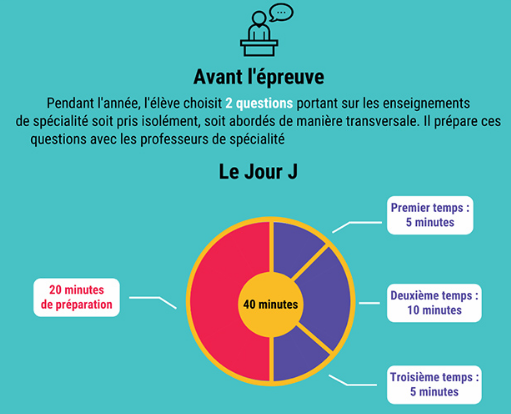 Avant l'épreuve
Pendant l'année, l'élève choisit 2 questions portant sur les enseignements
de spécialité soit pris isolément, soit abordés de manière transversale. Il prépare ces
questions avec les professeurs de spécialité
Le Jour J
Premier temps :
5 minutes
20 minutes
de préparation
40 minutes
Deuxième temps :
10 minutes
Troisième temps :
5 minutes